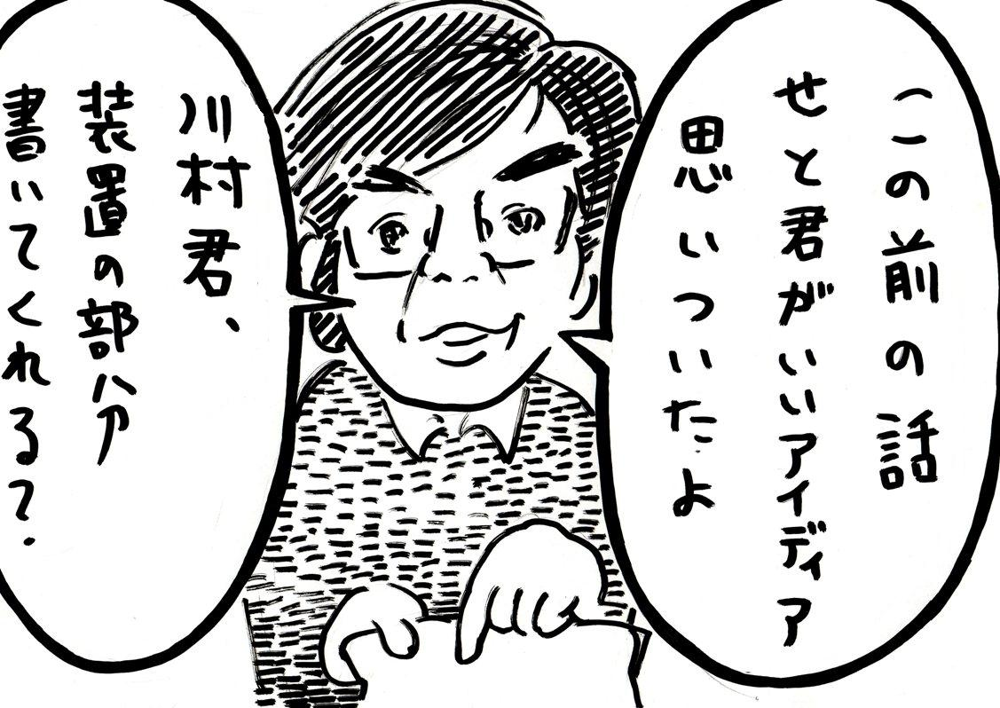 この前の話
せと君がいいアイディア
思いついたよ
川村君、
装置の部分
書いてくれる?